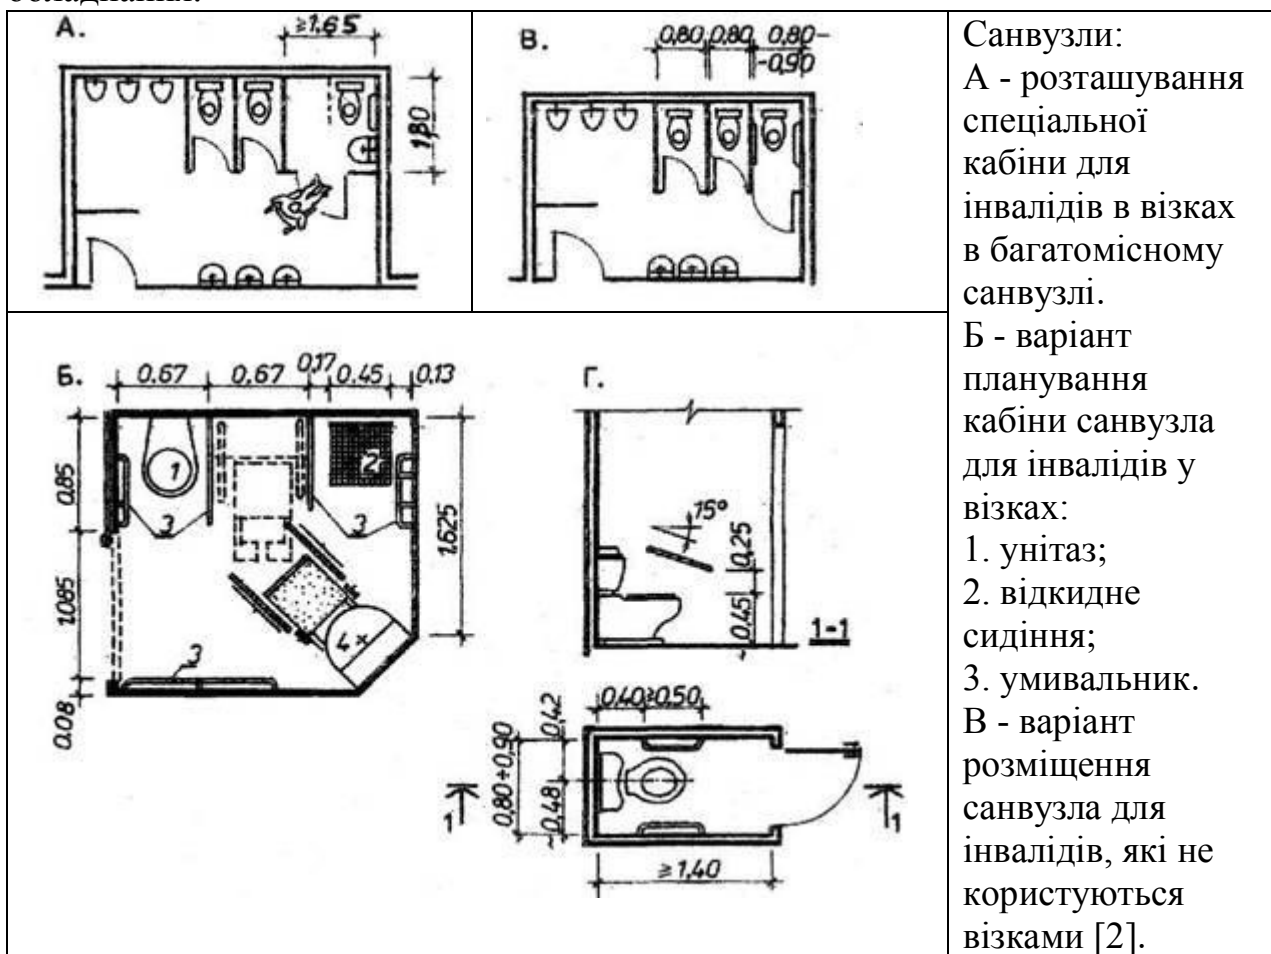 А.
≥1.65
1,80
В.
0,80 0,80 0,80-
-0,90
Б.
0.67 0.67 0,17 0.45 0.13
0,85
1.085
0.08
1.625
1
2
3
3
3
4
Г.
15°
0,25
~0,45
1-1
0,40 ≥0,50
0,42
0,80÷0,90
~0,48
1
1
≥1,40
Санвузли:
А - розташування
спеціальної
кабіни для
інвалідів в візках
в багатомісному
санвузлі.
Б - варіант
планування
кабіни санвузла
для інвалідів у
візках:
1. унітаз;
2. відкидне
сидіння;
3. умивальник.
В - варіант
розміщення
санвузла для
інвалідів, які не
користуються
візками [2].